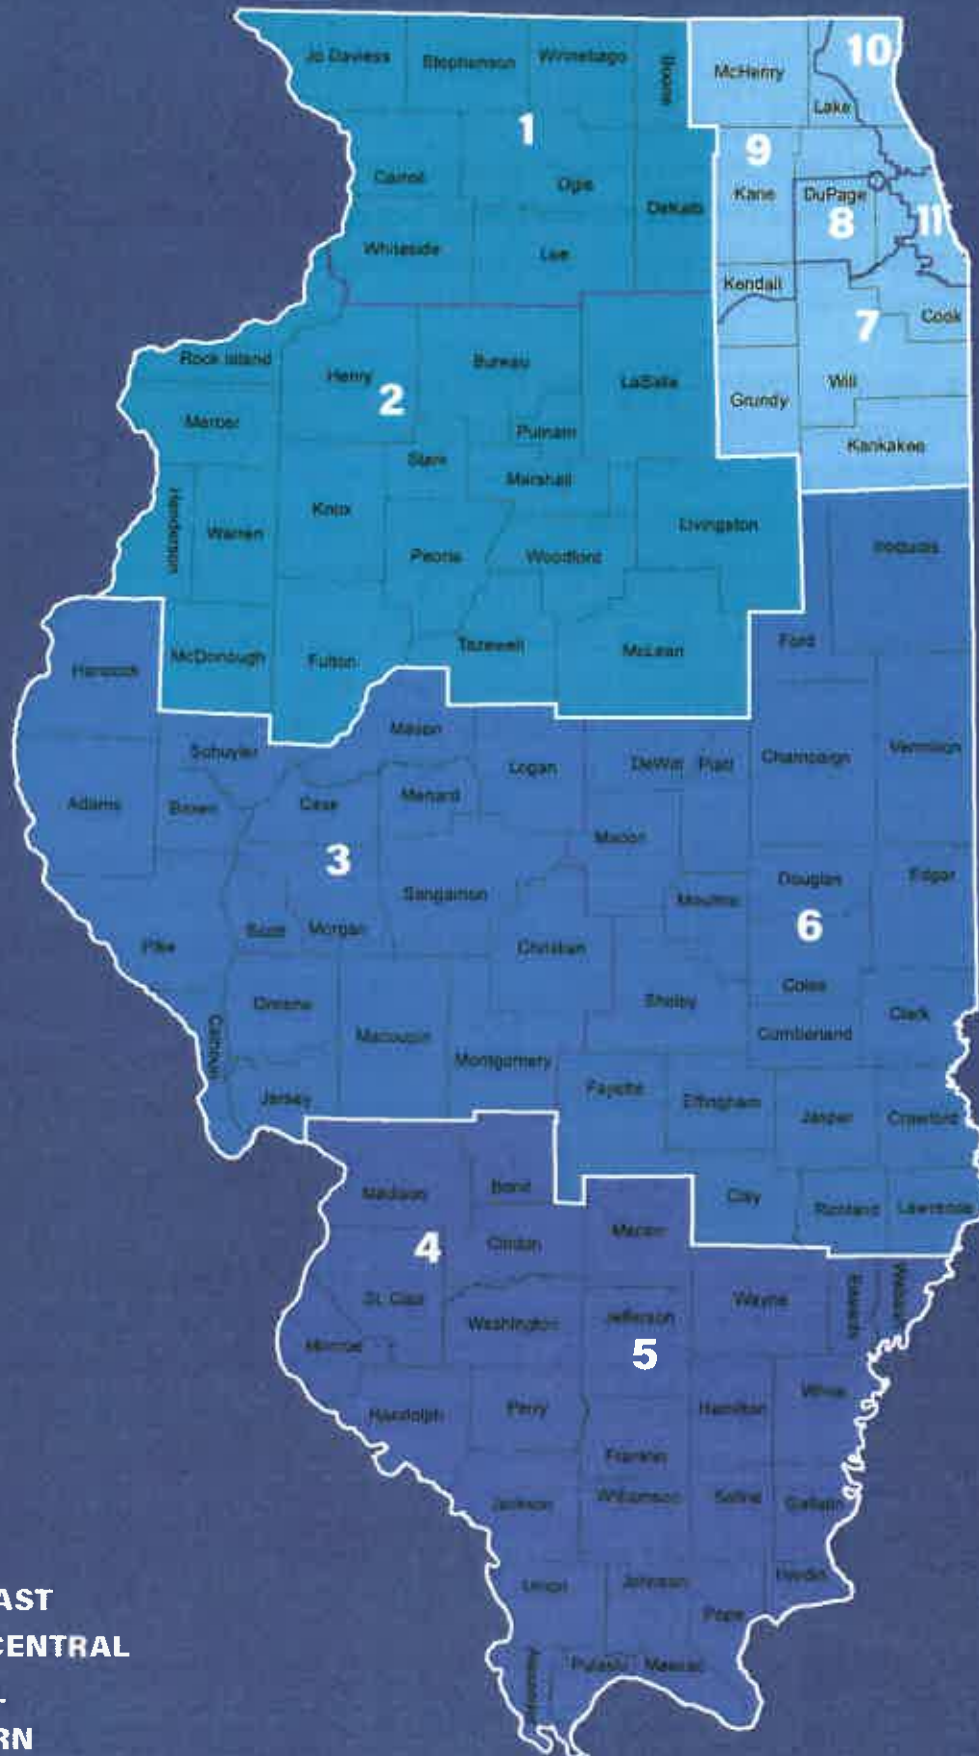 Jo Daviess
Stephenson
Winnebago
Boone
McHenry
10
Lake
1
9
Carroll
Ogle
DeKalb
Kane
DuPage
8
11
Whiteside
Lee
Kendall
7
Cook
Rock Island
Henry
2
Bureau
LaSalle
Will
Grundy
Mercer
Putnam
Kankakee
Stark
Marshall
Henderson
Warren
Knox
Peoria
Woodford
Livingston
Iroquois
Ford
McDonough
Fulton
Tazewell
McLean
Hancock
Mason
Schuyler
Logan
DeWitt
Piatt
Champaign
Vermilion
Adams
Brown
Cass
Menard
Macon
3
Sangamon
Douglas
Edgar
Moultrie
6
Pike
Scott
Morgan
Christian
Coles
Greene
Shelby
Clark
Calhoun
Macoupin
Montgomery
Cumberland
Jersey
Fayette
Effingham
Jasper
Crawford
Madison
Bond
Clay
Richland
Lawrence
4
Clinton
Marion
St. Clair
Washington
Jefferson
Wayne
Edwards
Wabash
Monroe
5
Randolph
Perry
Hamilton
White
Franklin
Jackson
Williamson
Saline
Gallatin
Union
Johnson
Hardin
Pope
Alexander
Pulaski
Massac
AST
CENTRAL
RN